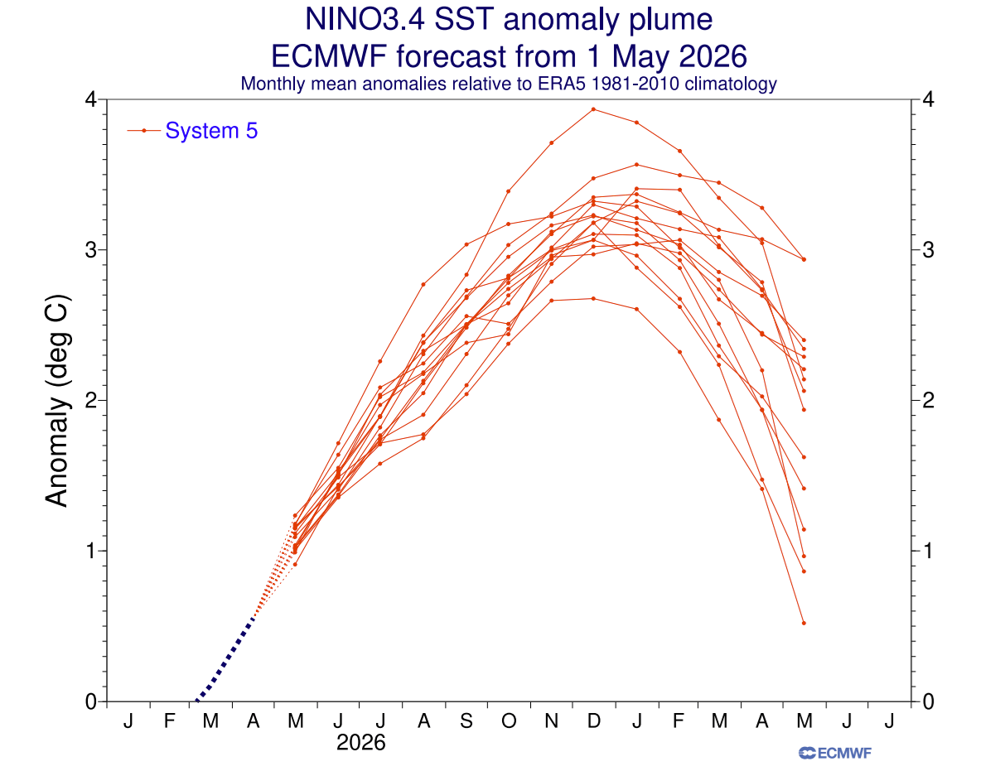 NINO3.4 SST anomaly plume
ECMWF forecast from 1 May 2026
Monthly mean anomalies relative to ERA5 1981-2010 climatology
4 4
System 5
3 3
Anomaly (deg C)
2 2
1 1
0 0
J F M A M J J A S O N D J F M A M J J
2026
ECMWF